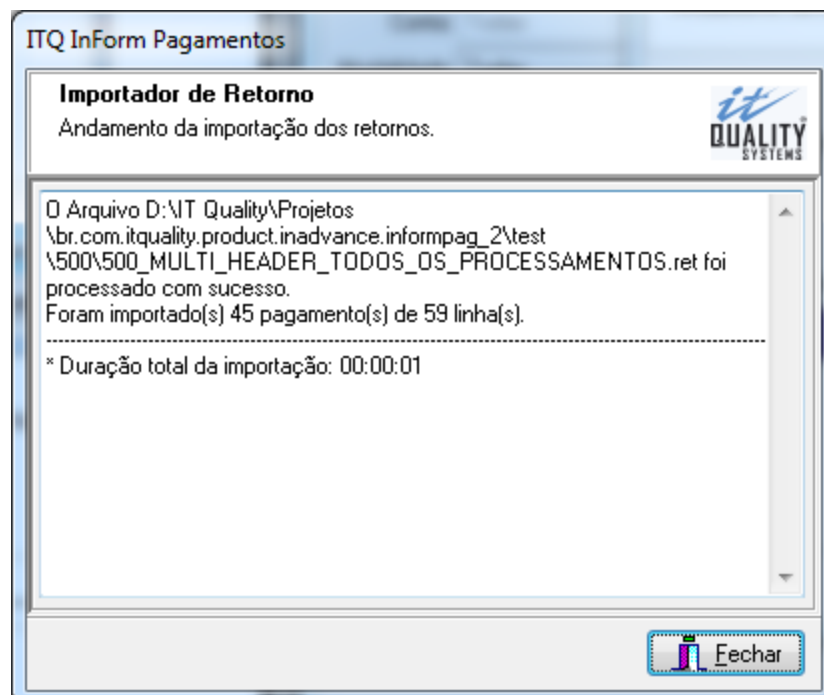 ITQ InForm Pagamentos
Importador de Retorno
Andamento da importação dos retornos.
it
QUALITY
SYSTEMS
O Arquivo D:\IT Quality\Projetos
\br.com.itquality.product.inadvance.informpag_2\test
\500\500_MULTI_HEADER_TODOS_OS_PROCESSAMENTOS.ret foi
processado com sucesso.
Foram importado(s) 45 pagamento(s) de 59 linha(s).
* Duração total da importação: 00:00:01
Fechar